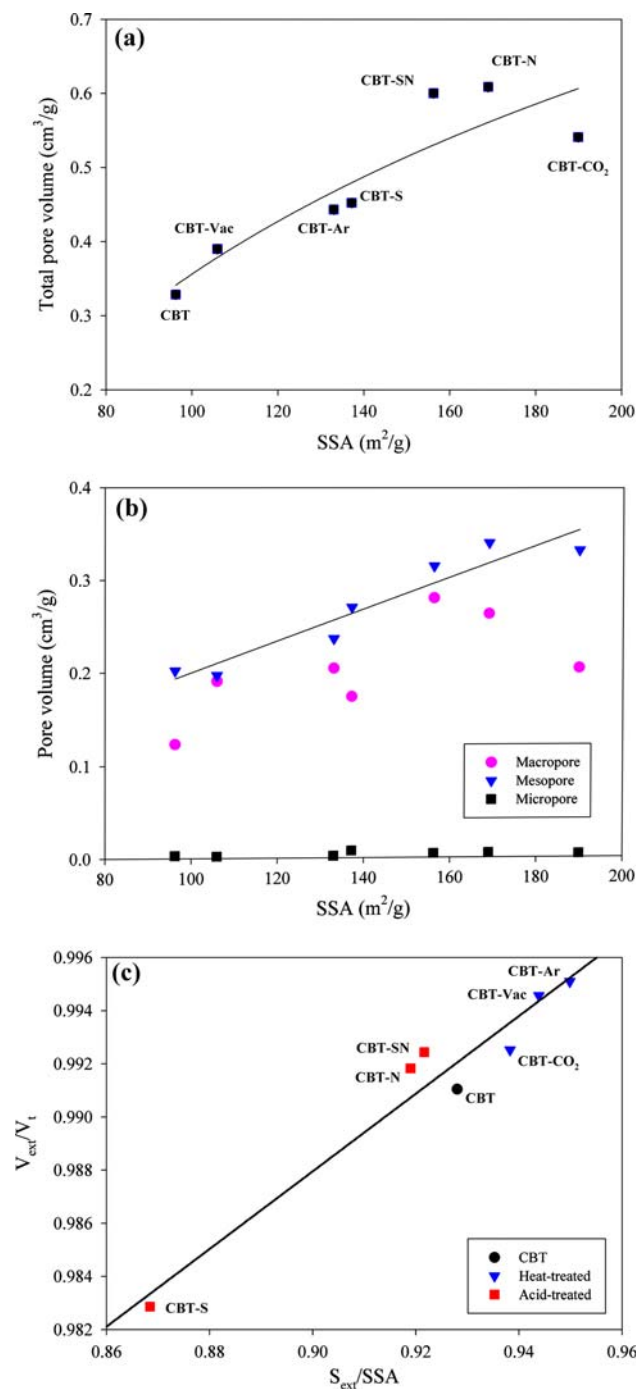 (a)
Total pore volume (cm³/g)
0.7
0.6
0.5
0.4
0.3
0.2
CBT-SN
CBT-N
CBT-CO₂
CBT-S
CBT-Ar
CBT-Vac
CBT
80 100 120 140 160 180 200
SSA (m²/g)
(b)
Pore volume (cm³/g)
0.4
0.3
0.2
0.1
0.0
Macropore
Mesopore
Micropore
80 100 120 140 160 180 200
SSA (m²/g)
(c)
V_ext/V_t
0.996
0.994
0.992
0.990
0.988
0.986
0.984
0.982
CBT-Ar
CBT-Vac
CBT-SN
CBT-N
CBT-CO₂
CBT
CBT-S
CBT
Heat-treated
Acid-treated
0.86 0.88 0.90 0.92 0.94 0.96
S_ext/SSA